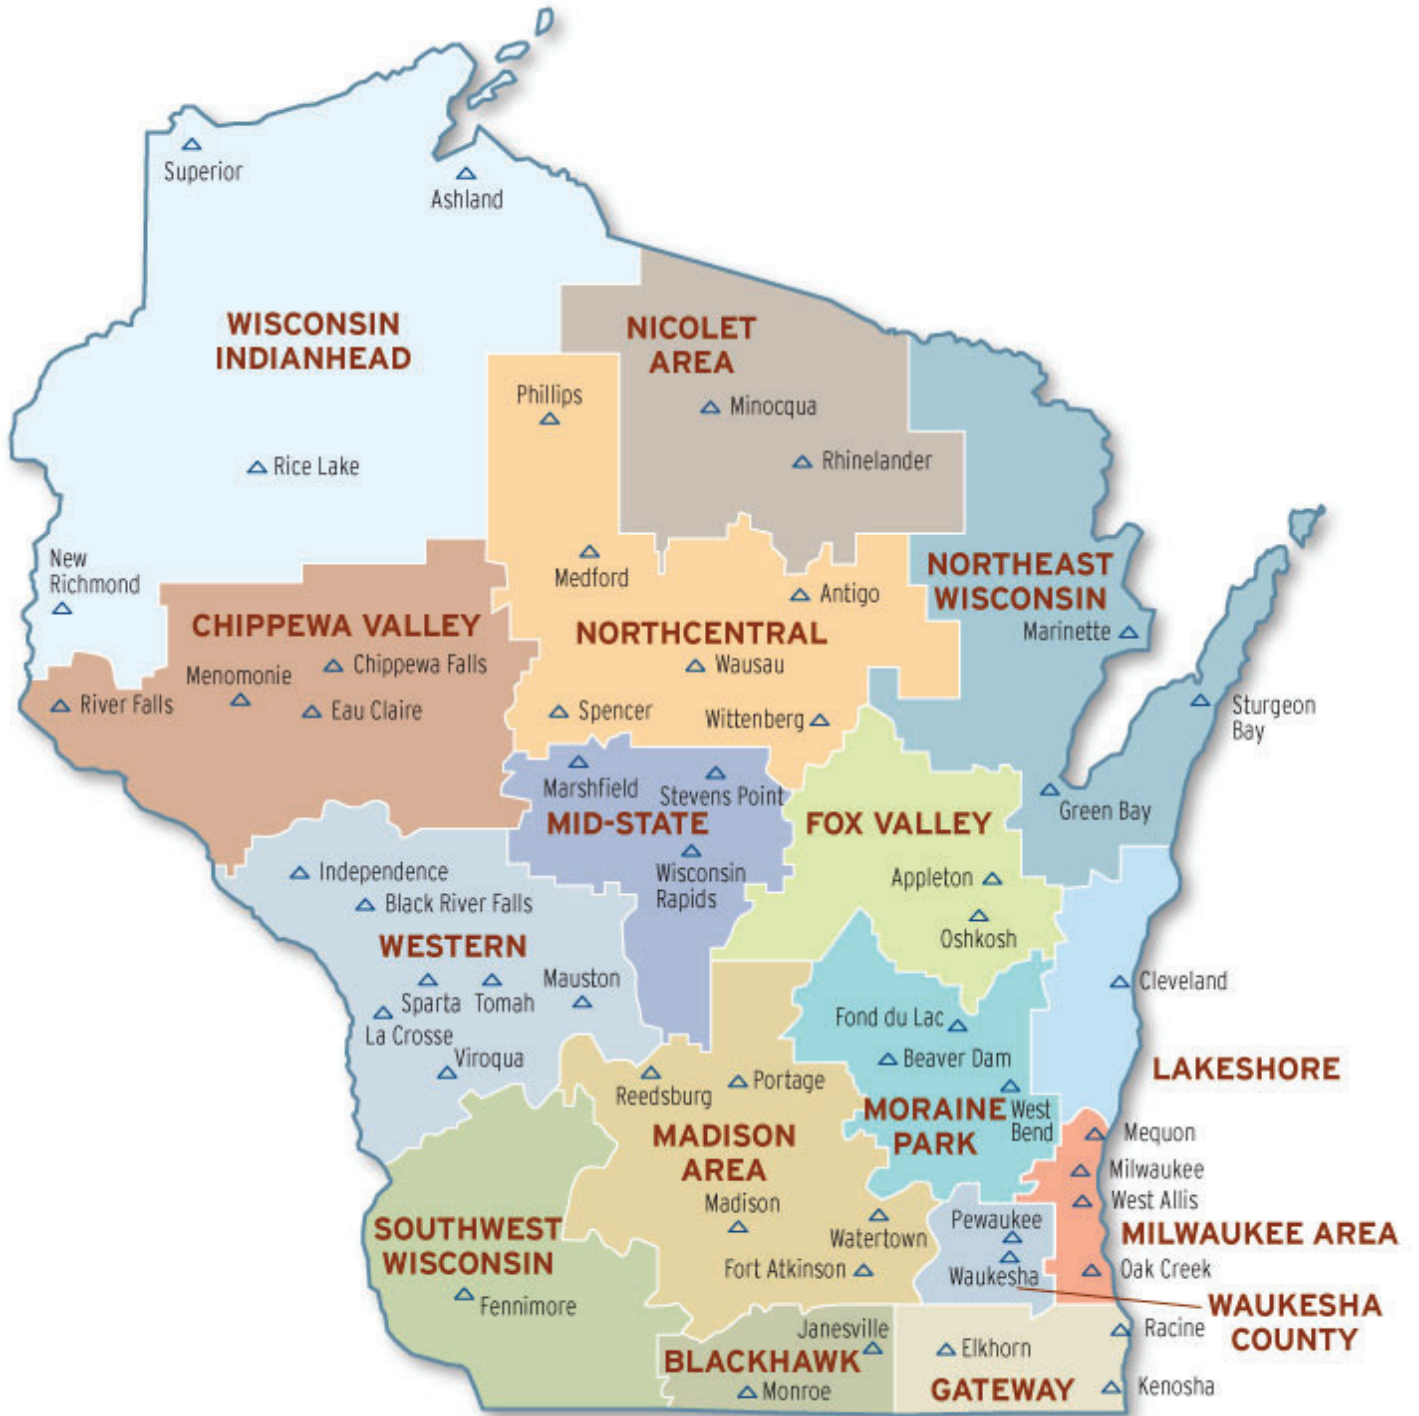 Superior
Ashland
WISCONSIN
INDIANHEAD
NICOLET
AREA
Phillips
Minocqua
Rice Lake
Rhinelander
New
Richmond
Medford
Antigo
NORTHEAST
WISCONSIN
Marinette
CHIPPEWA VALLEY
NORTHCENTRAL
Chippewa Falls
Menomonie
Wausau
River Falls
Eau Claire
Spencer
Wittenberg
Sturgeon
Bay
Marshfield
Stevens Point
MID-STATE
FOX VALLEY
Green Bay
Independence
Wisconsin
Rapids
Appleton
Black River Falls
WESTERN
Oshkosh
Mauston
Cleveland
Sparta
Tomah
La Crosse
Fond du Lac
Viroqua
Beaver Dam
LAKESHORE
Reedsburg
Portage
MORAINE
PARK
West
Bend
Mequon
MADISON
AREA
Milwaukee
West Allis
Madison
Pewaukee
SOUTHWEST
WISCONSIN
Watertown
MILWAUKEE AREA
Fort Atkinson
Waukesha
Oak Creek
Fennimore
WAUKESHA
COUNTY
Janesville
Racine
BLACKHAWK
Elkhorn
Monroe
GATEWAY
Kenosha